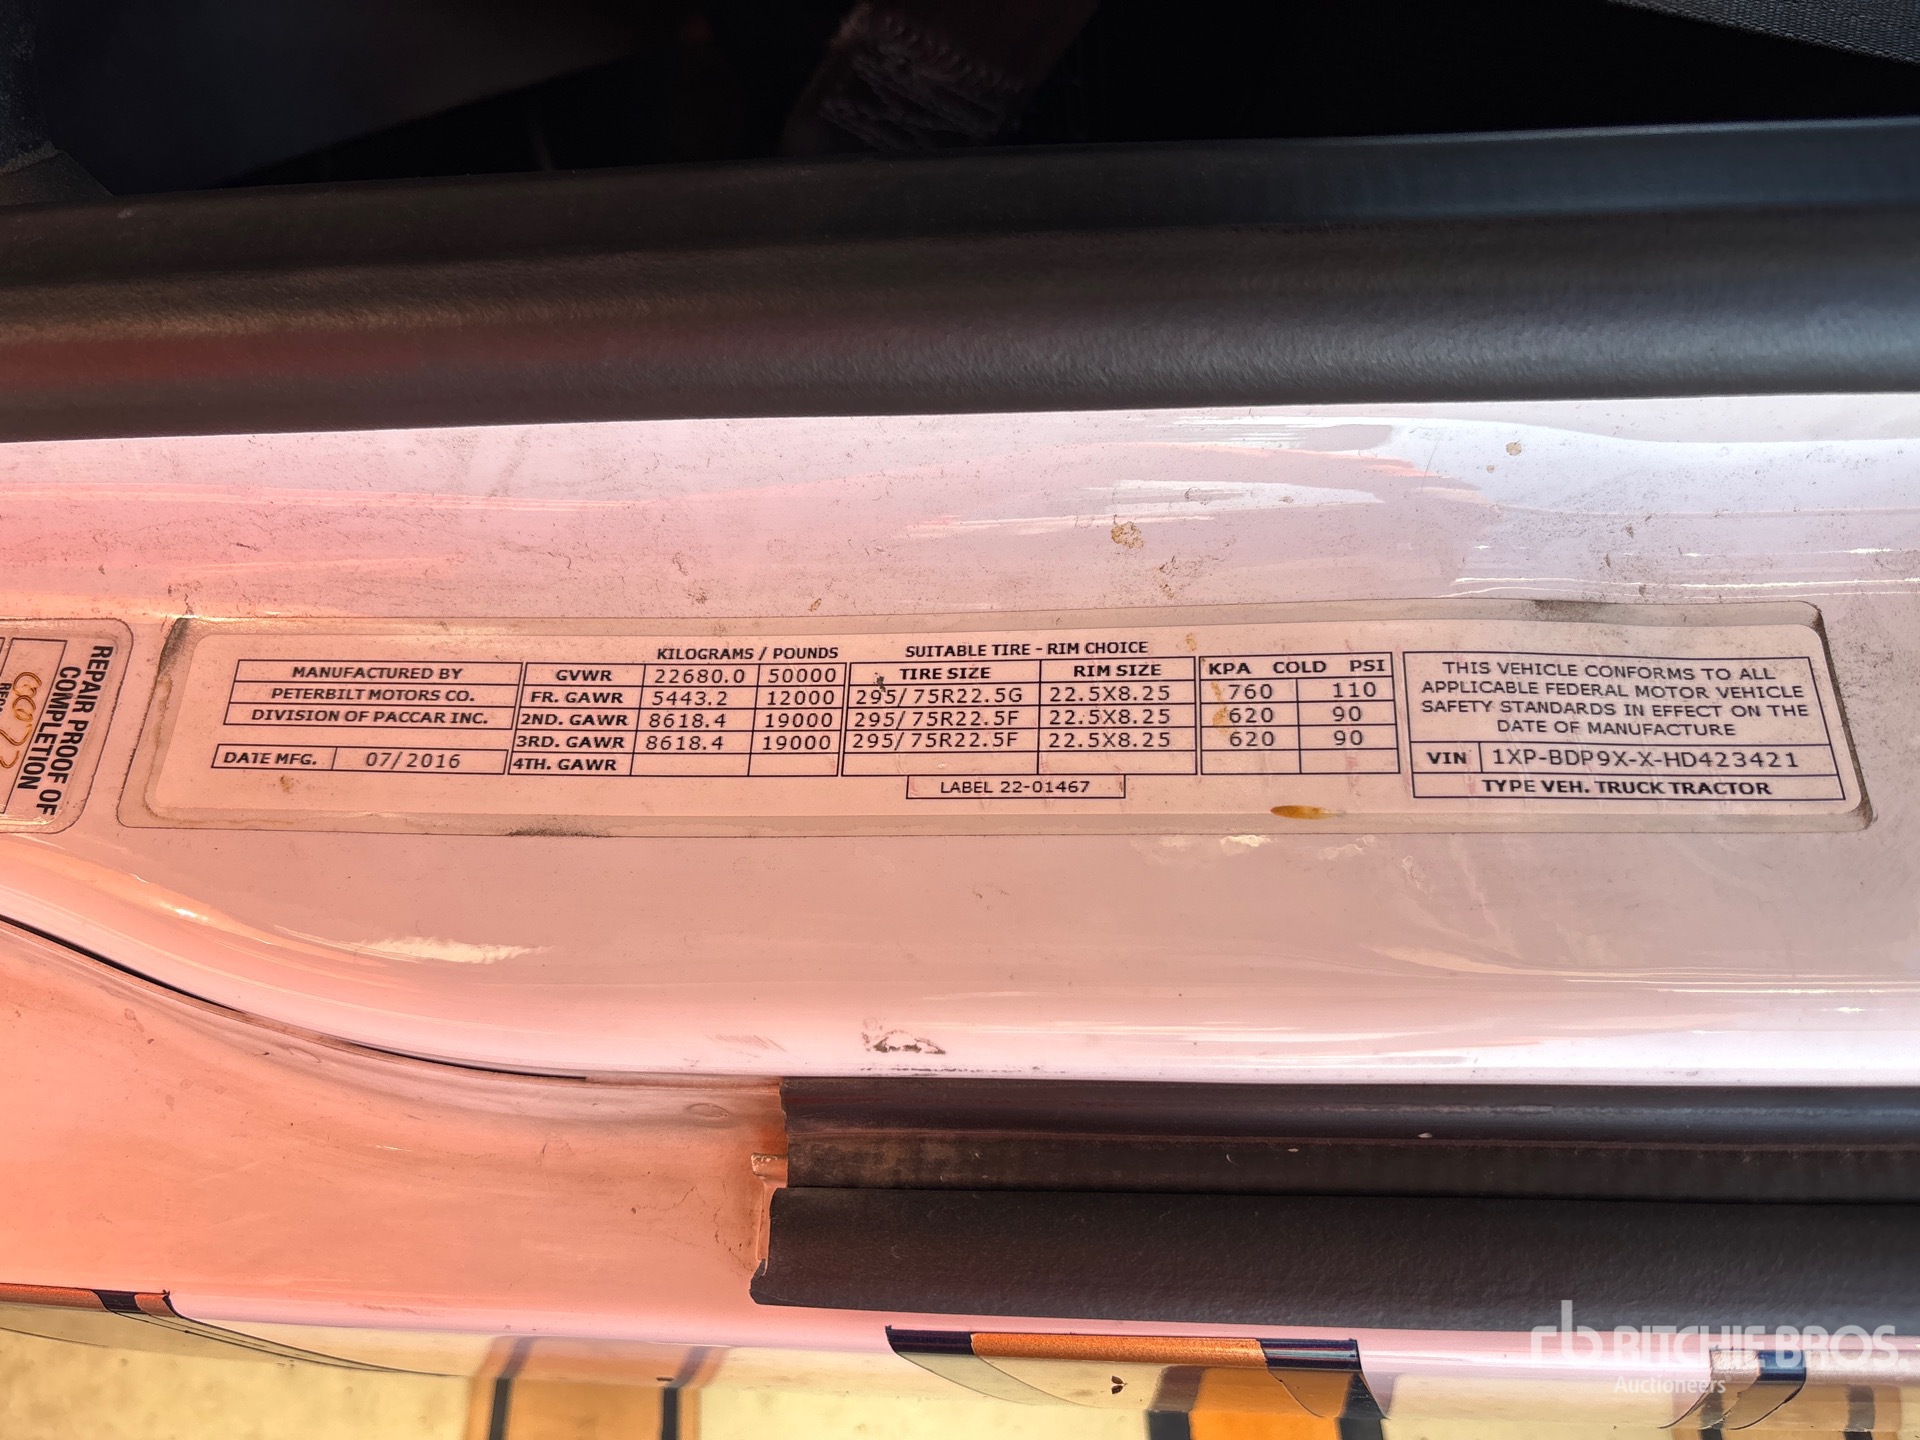 KILOGRAMS / POUNDS SUITABLE TIRE - RIM CHOICE
MANUFACTURED BY
PETERBILT MOTORS CO.
DIVISION OF PACCAR INC.
DATE MFG. 07/2016
GVWR 22680.0 50000 TIRE SIZE RIM SIZE KPA COLD PSI
FR. GAWR 5443.2 12000 295/75R22.5G 22.5X8.25 760 110
2ND. GAWR 8618.4 19000 295/75R22.5F 22.5X8.25 620 90
3RD. GAWR 8618.4 19000 295/75R22.5F 22.5X8.25 620 90
4TH. GAWR
LABEL 22-01467
THIS VEHICLE CONFORMS TO ALL
APPLICABLE FEDERAL MOTOR VEHICLE
SAFETY STANDARDS IN EFFECT ON THE
DATE OF MANUFACTURE
VIN 1XP-BDP9X-X-HD423421
TYPE VEH. TRUCK TRACTOR
REPAIR PROOF OF
COMPLETION
rb RITCHIE BROS.
Auctioneers